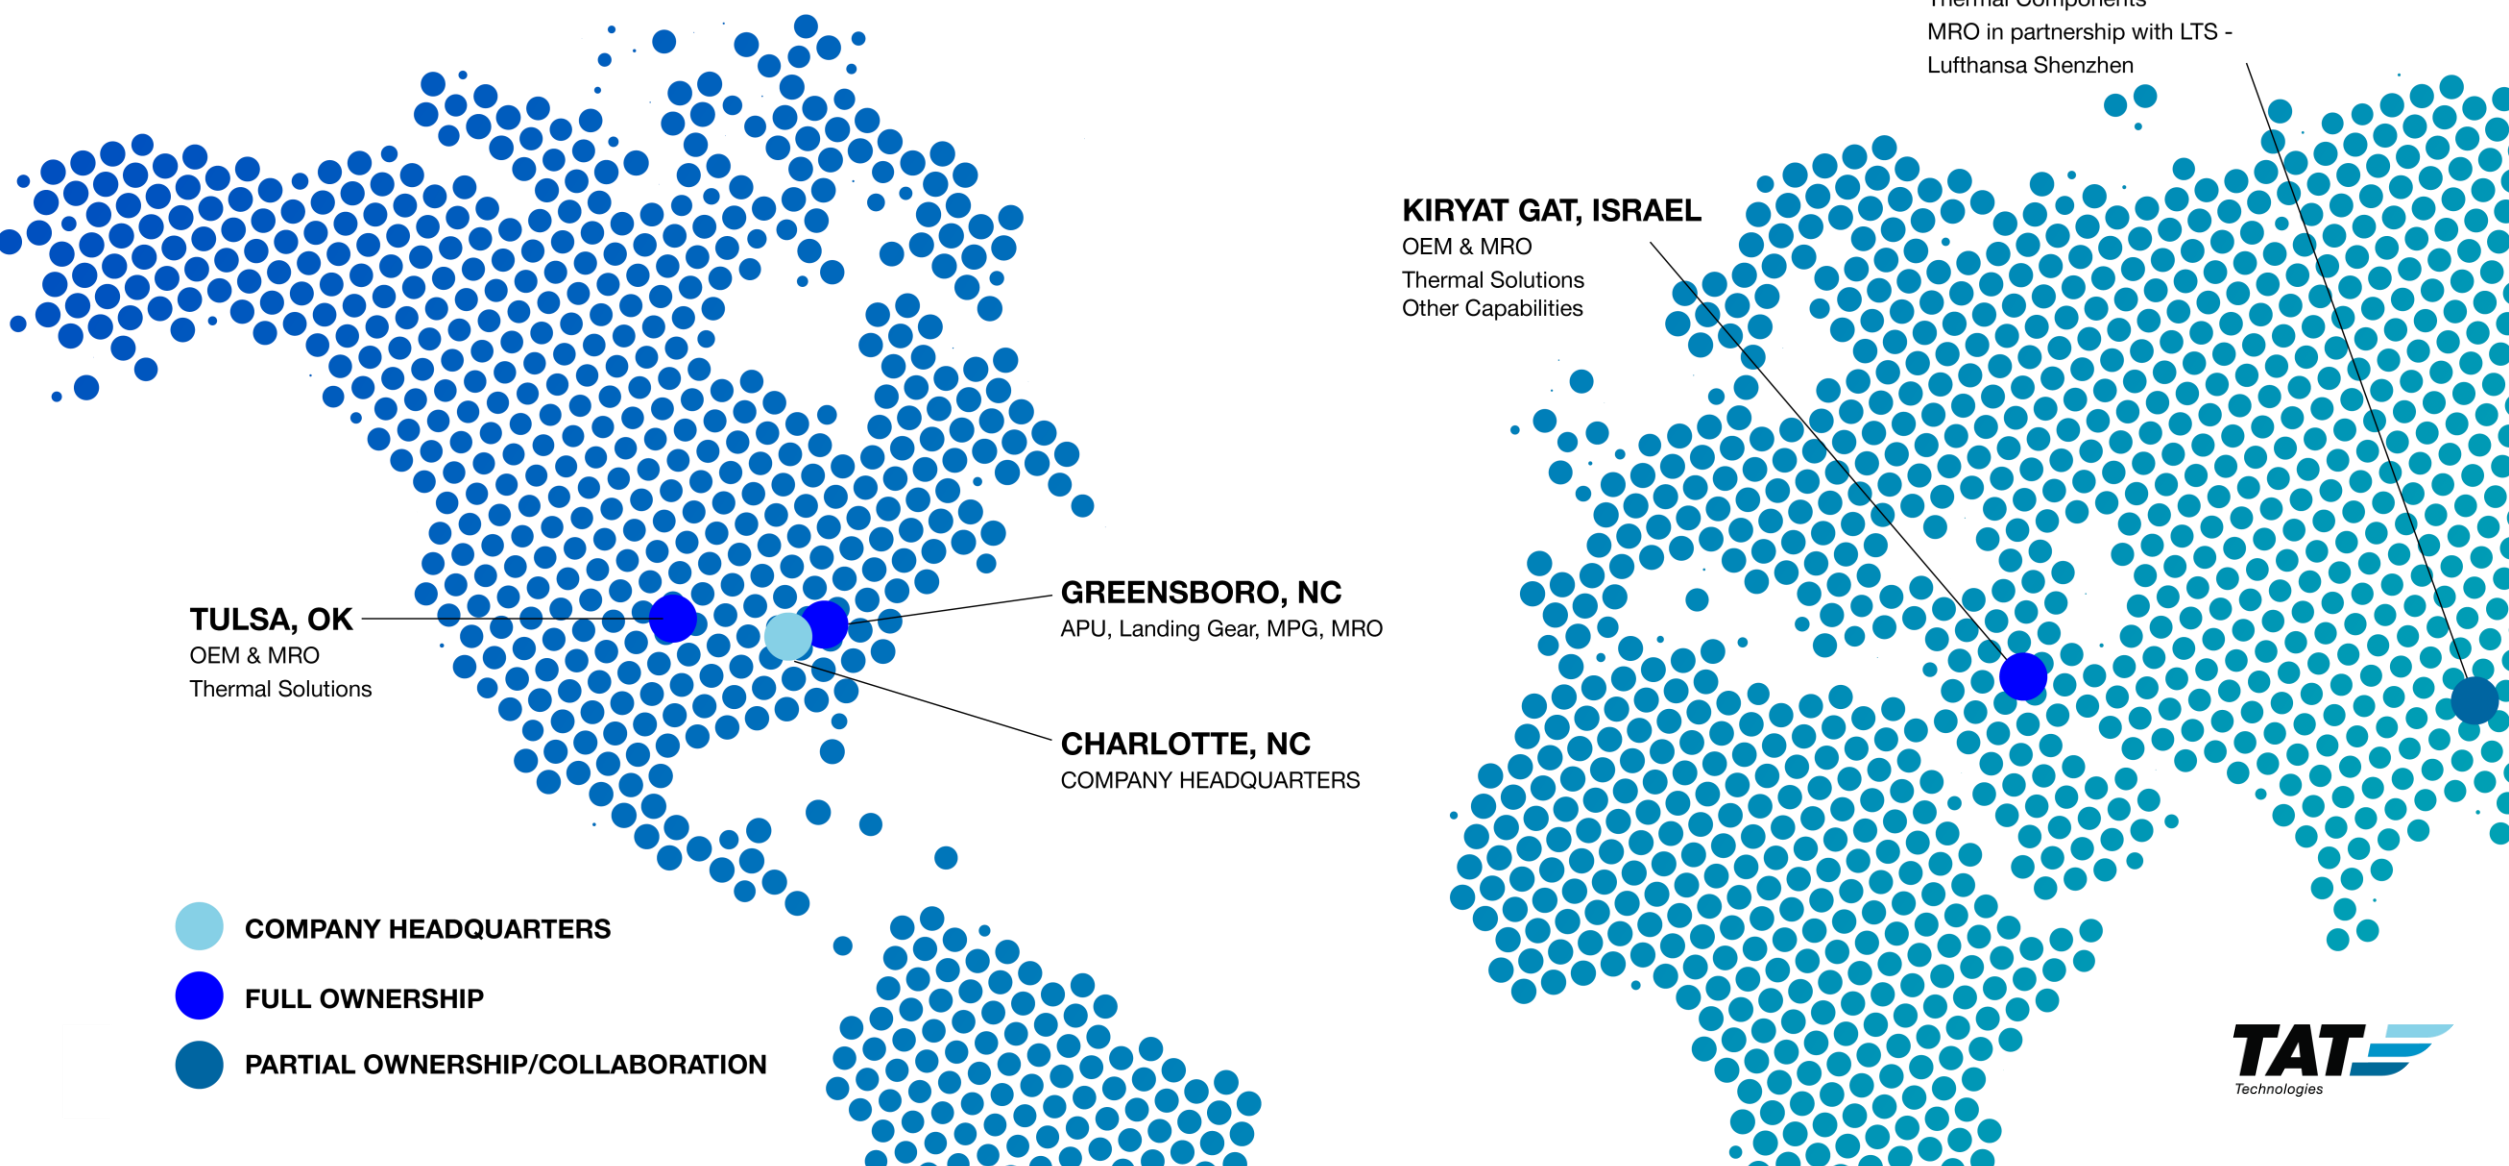 Thermal Components
MRO in partnership with LTS -
Lufthansa Shenzhen
KIRYAT GAT, ISRAEL
OEM & MRO
Thermal Solutions
Other Capabilities
TULSA, OK
OEM & MRO
Thermal Solutions
GREENSBORO, NC
APU, Landing Gear, MPG, MRO
CHARLOTTE, NC
COMPANY HEADQUARTERS
COMPANY HEADQUARTERS
FULL OWNERSHIP
PARTIAL OWNERSHIP/COLLABORATION
TAT
Technologies